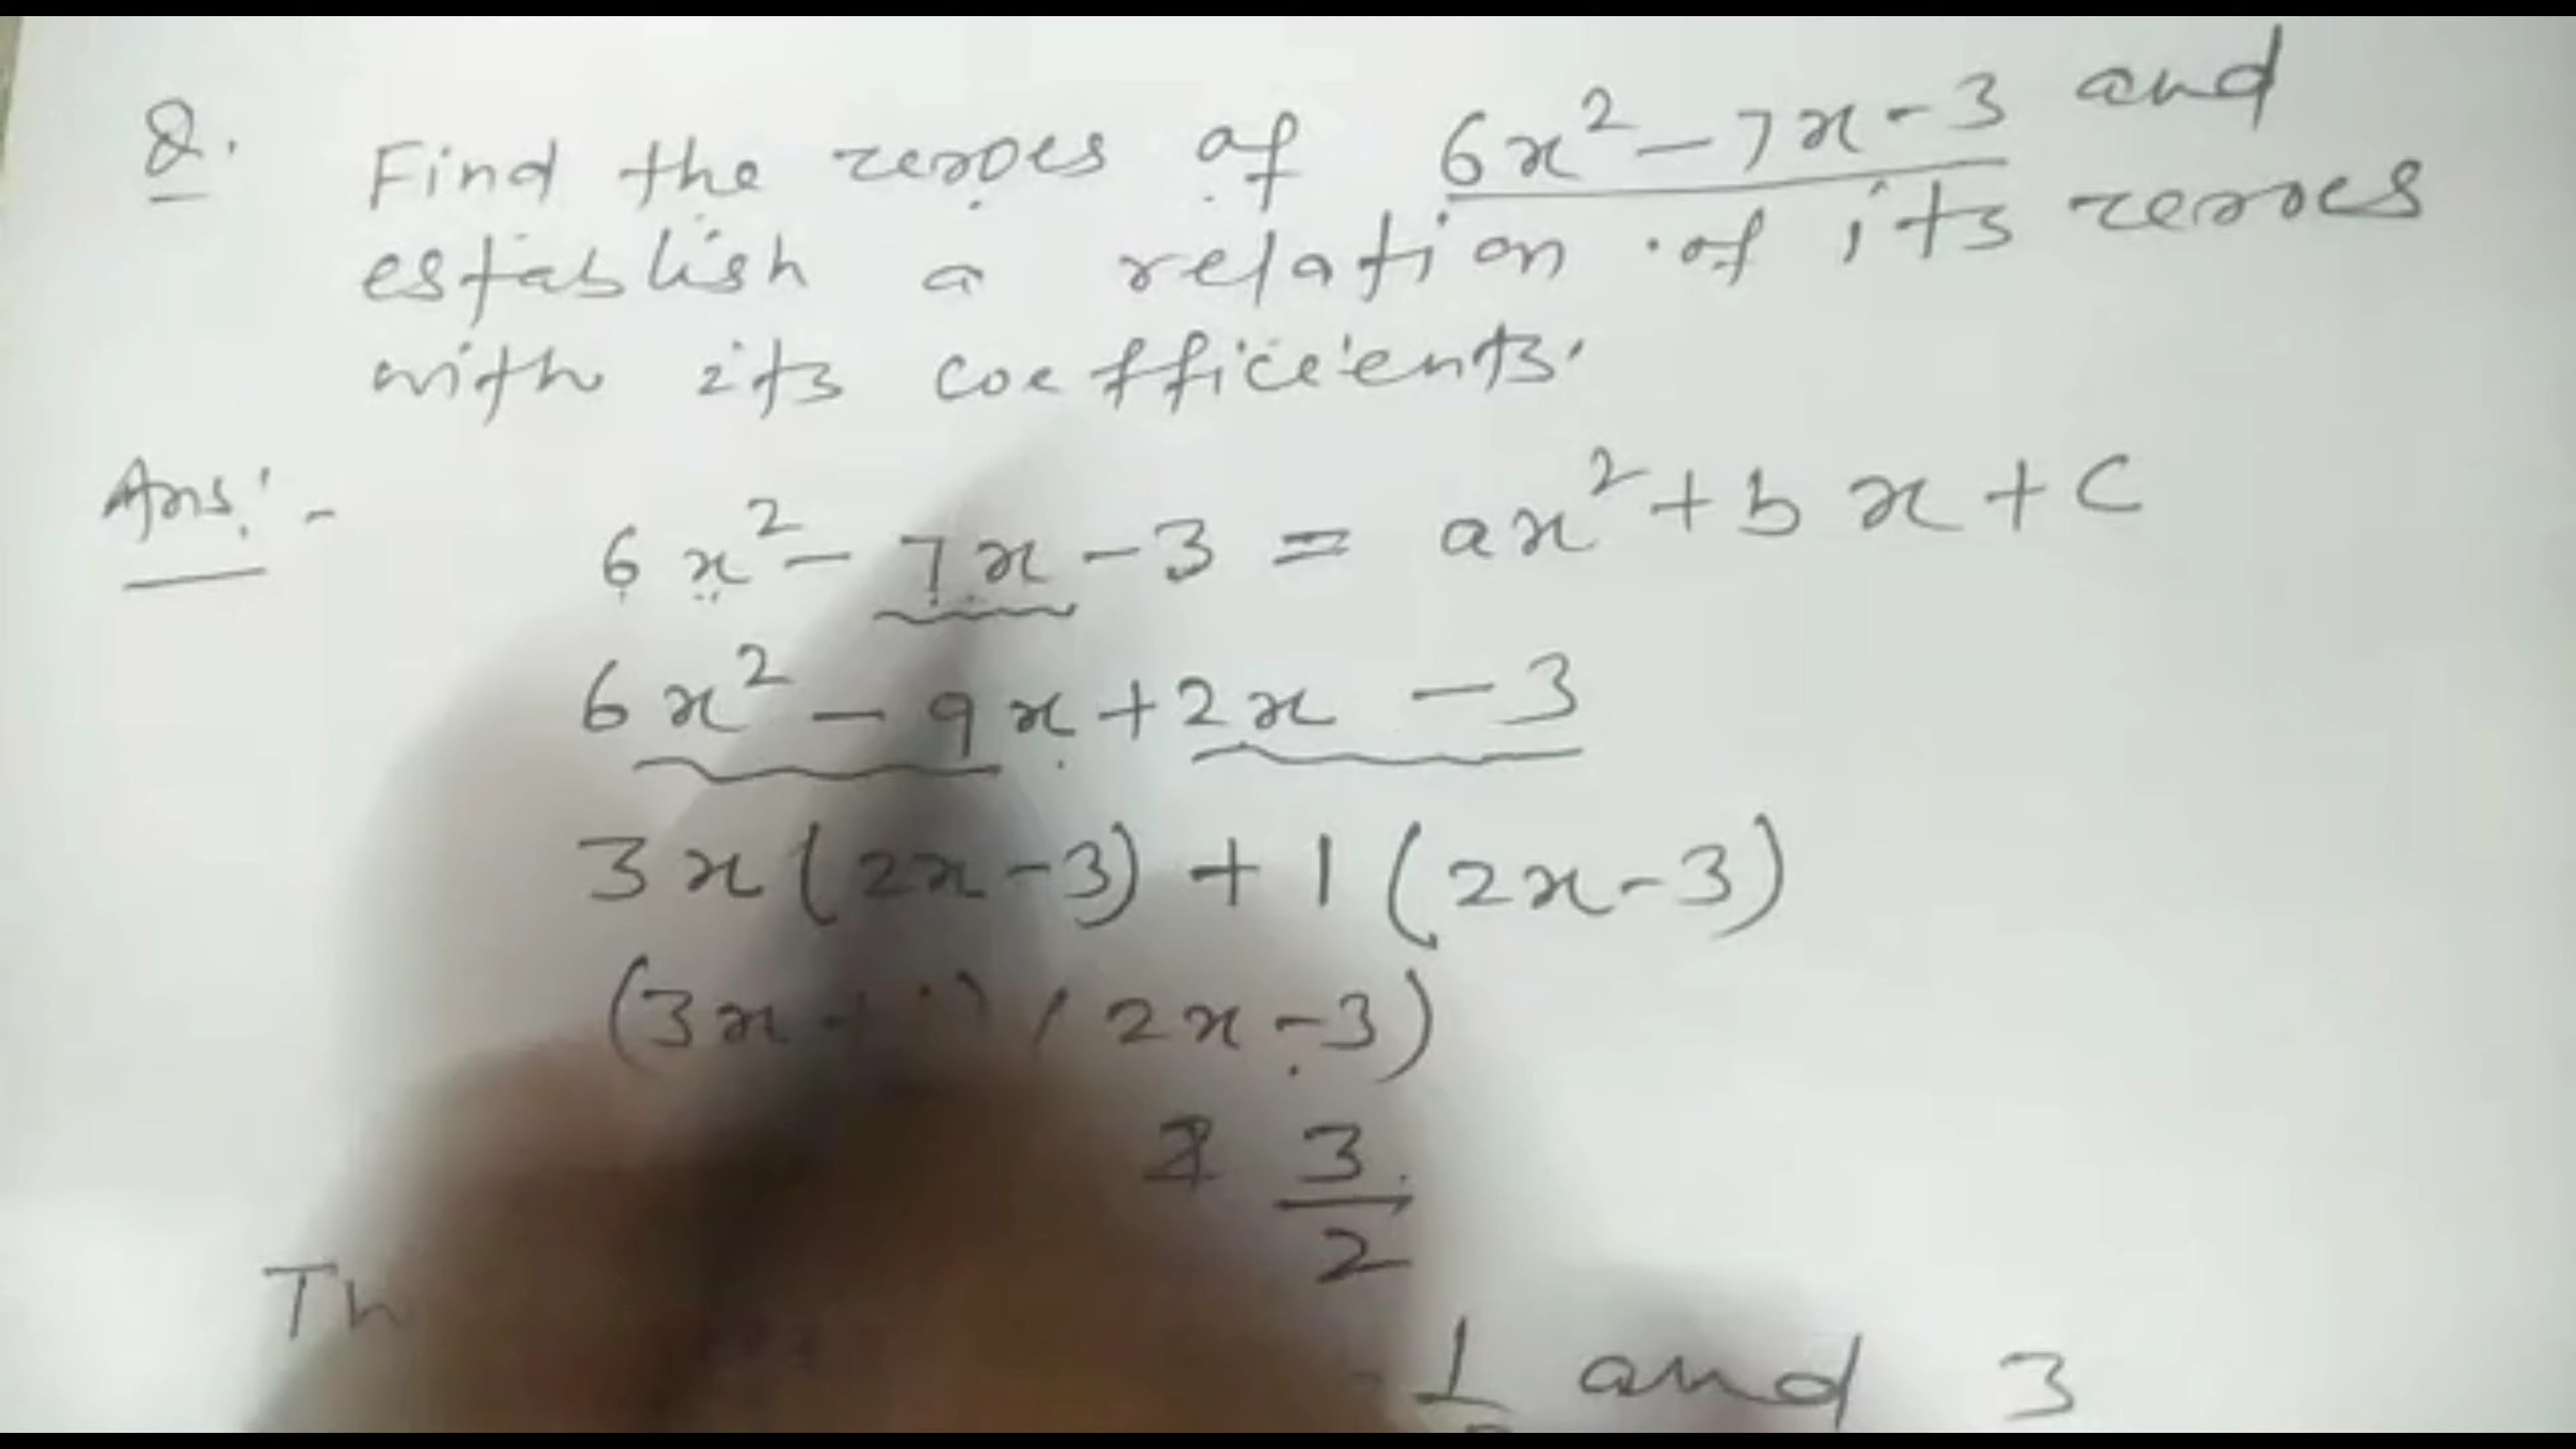 Q. Find the zeroes of 6x² - 7x - 3 and
establish a relation of its zeroes
with its coefficients.
Ans:- 6x² - 7x - 3 = ax² + bx + c
6x² - 9x + 2x - 3
3x(2x-3) + 1(2x-3)
(3x + ) ( 2x - 3)
3
2
1 and 3